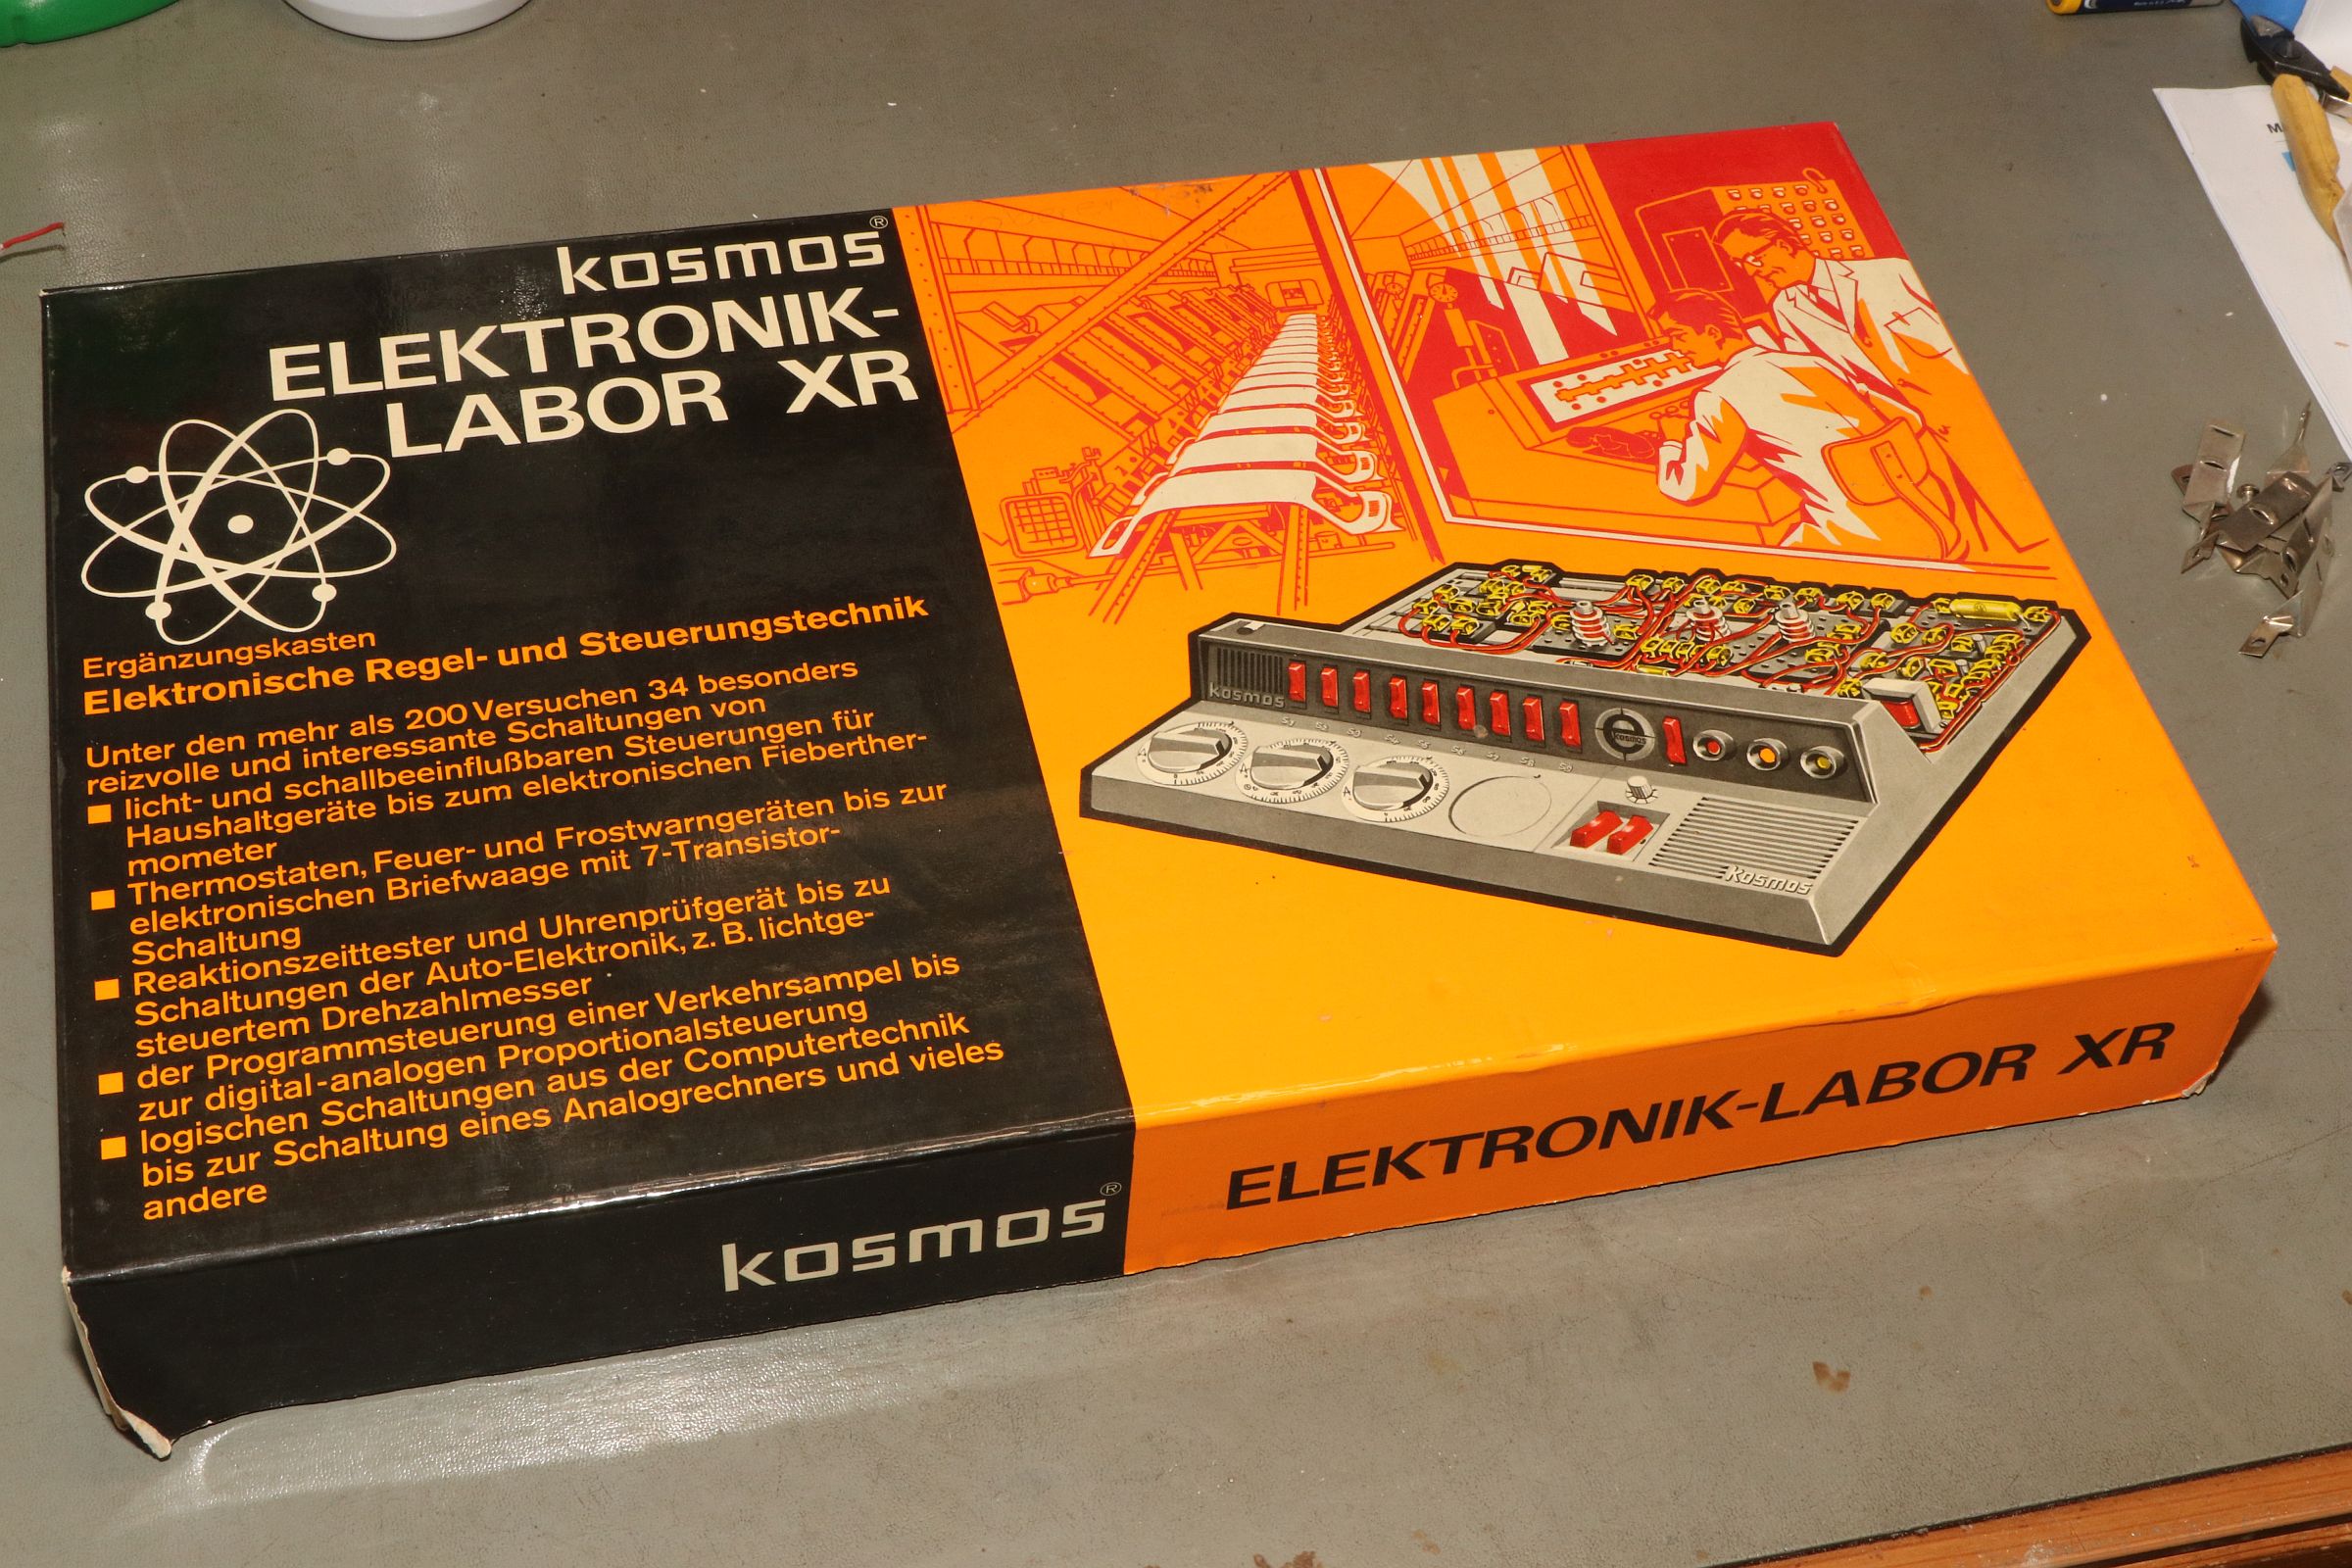 kosmos®
ELEKTRONIK-
LABOR XR
Ergänzungskasten
Elektronische Regel- und Steuerungstechnik
Unter den mehr als 200 Versuchen 34 besonders
reizvolle und interessante Schaltungen von
■ licht- und schallbeeinflußbaren Steuerungen für
Haushaltgeräte bis zum elektronischen Fieberther-
mometer
■ Thermostaten, Feuer- und Frostwarngeräten bis zur
elektronischen Briefwaage mit 7-Transistor-
Schaltung
■ Reaktionszeittester und Uhrenprüfgerät bis zu
Schaltungen der Auto-Elektronik, z. B. lichtge-
steuertem Drehzahlmesser
■ der Programmsteuerung einer Verkehrsampel bis
zur digital-analogen Proportionalsteuerung
■ logischen Schaltungen aus der Computertechnik
bis zur Schaltung eines Analogrechners und vieles
andere
kosmos
kosmos
kosmos
kosmos®
ELEKTRONIK-LABOR XR